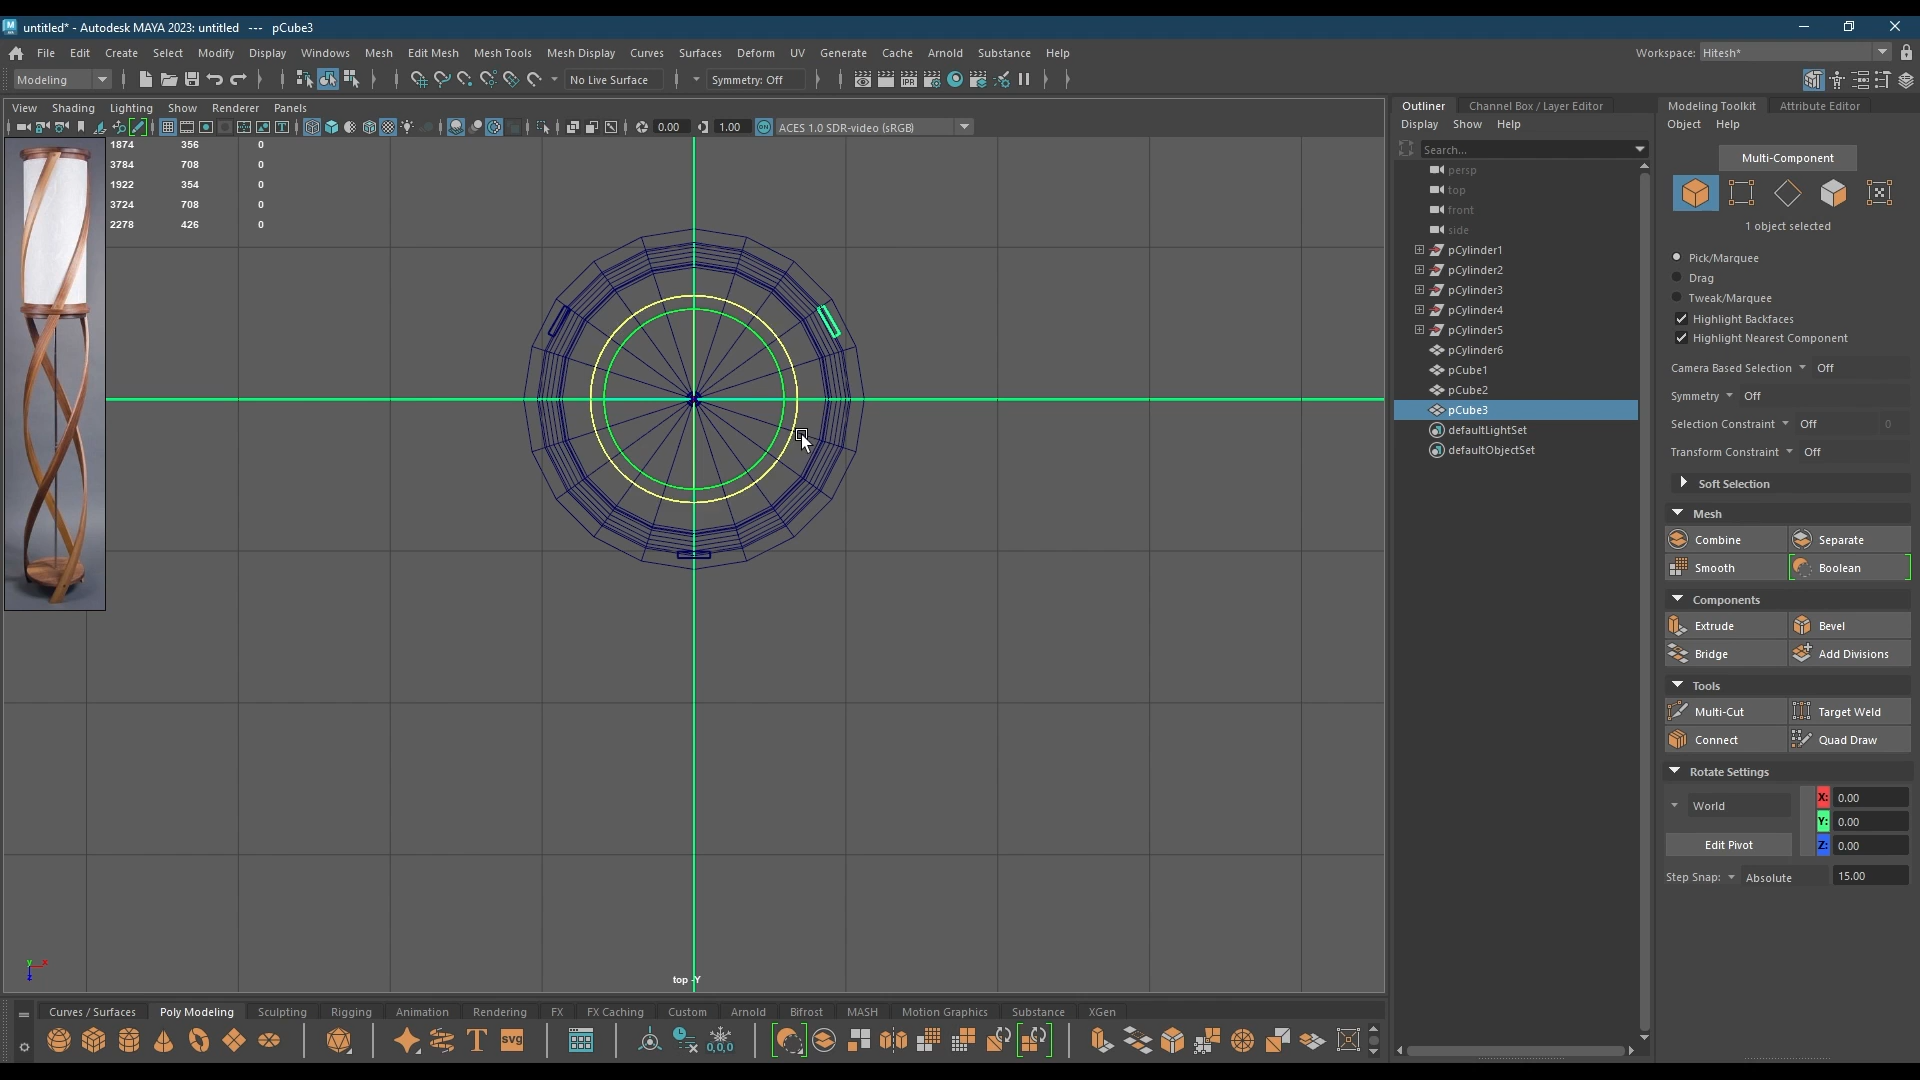 untitled* - Autodesk MAYA 2023: untitled --- pCube3
File Edit Create Select Modify Display Windows Mesh Edit Mesh Mesh Tools Mesh Display Curves Surfaces Deform UV Generate Cache Arnold Substance Help
Workspace: Hitesh*
Modeling No Live Surface Symmetry: Off
IPR
View Shading Lighting Show Renderer Panels
0.00 1.00 ON ACES 1.0 SDR-video (sRGB)
1874 356 0
3784 708 0
1922 354 0
3724 708 0
2278 426 0
top -Y
y x
z
Outliner Channel Box / Layer Editor
Display Show Help
Search...
persp
top
front
side
pCylinder1
pCylinder2
pCylinder3
pCylinder4
pCylinder5
pCylinder6
pCube1
pCube2
pCube3
defaultLightSet
defaultObjectSet
Modeling Toolkit Attribute Editor
Object Help
Multi-Component
1 object selected
Pick/Marquee
Drag
Tweak/Marquee
Highlight Backfaces
Highlight Nearest Component
Camera Based Selection Off
Symmetry Off
Selection Constraint Off 0
Transform Constraint Off
Soft Selection
Mesh
Combine Separate
Smooth Boolean
Components
Extrude Bevel
Bridge Add Divisions
Tools
Multi-Cut Target Weld
Connect Quad Draw
Rotate Settings
World X: 0.00
Y: 0.00
Edit Pivot Z: 0.00
Step Snap: Absolute 15.00
Curves / Surfaces Poly Modeling Sculpting Rigging Animation Rendering FX FX Caching Custom Arnold Bifrost MASH Motion Graphics Substance XGen
T svg 0,0,0